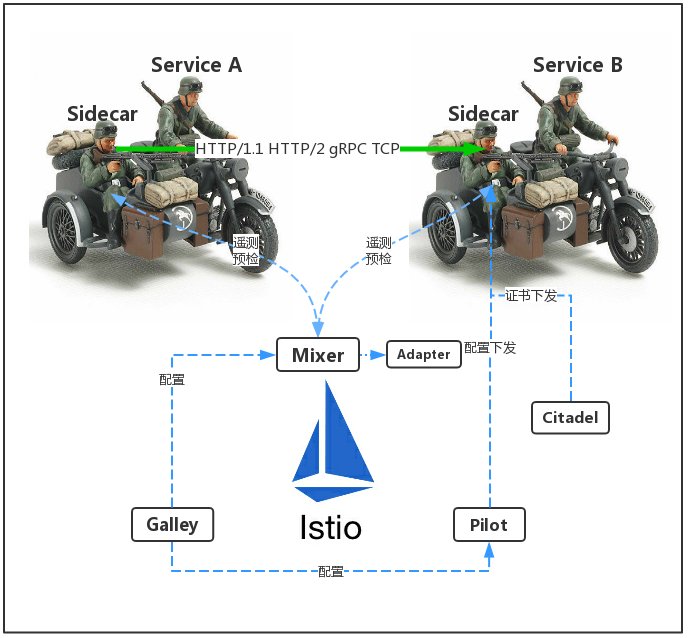 Service A
Service B
Sidecar
Sidecar
HTTP/1.1 HTTP/2 gRPC TCP
遥测
预检
遥测
预检
证书下发
Mixer
Adapter
配置下发
配置
Citadel
Galley
Istio
Pilot
配置